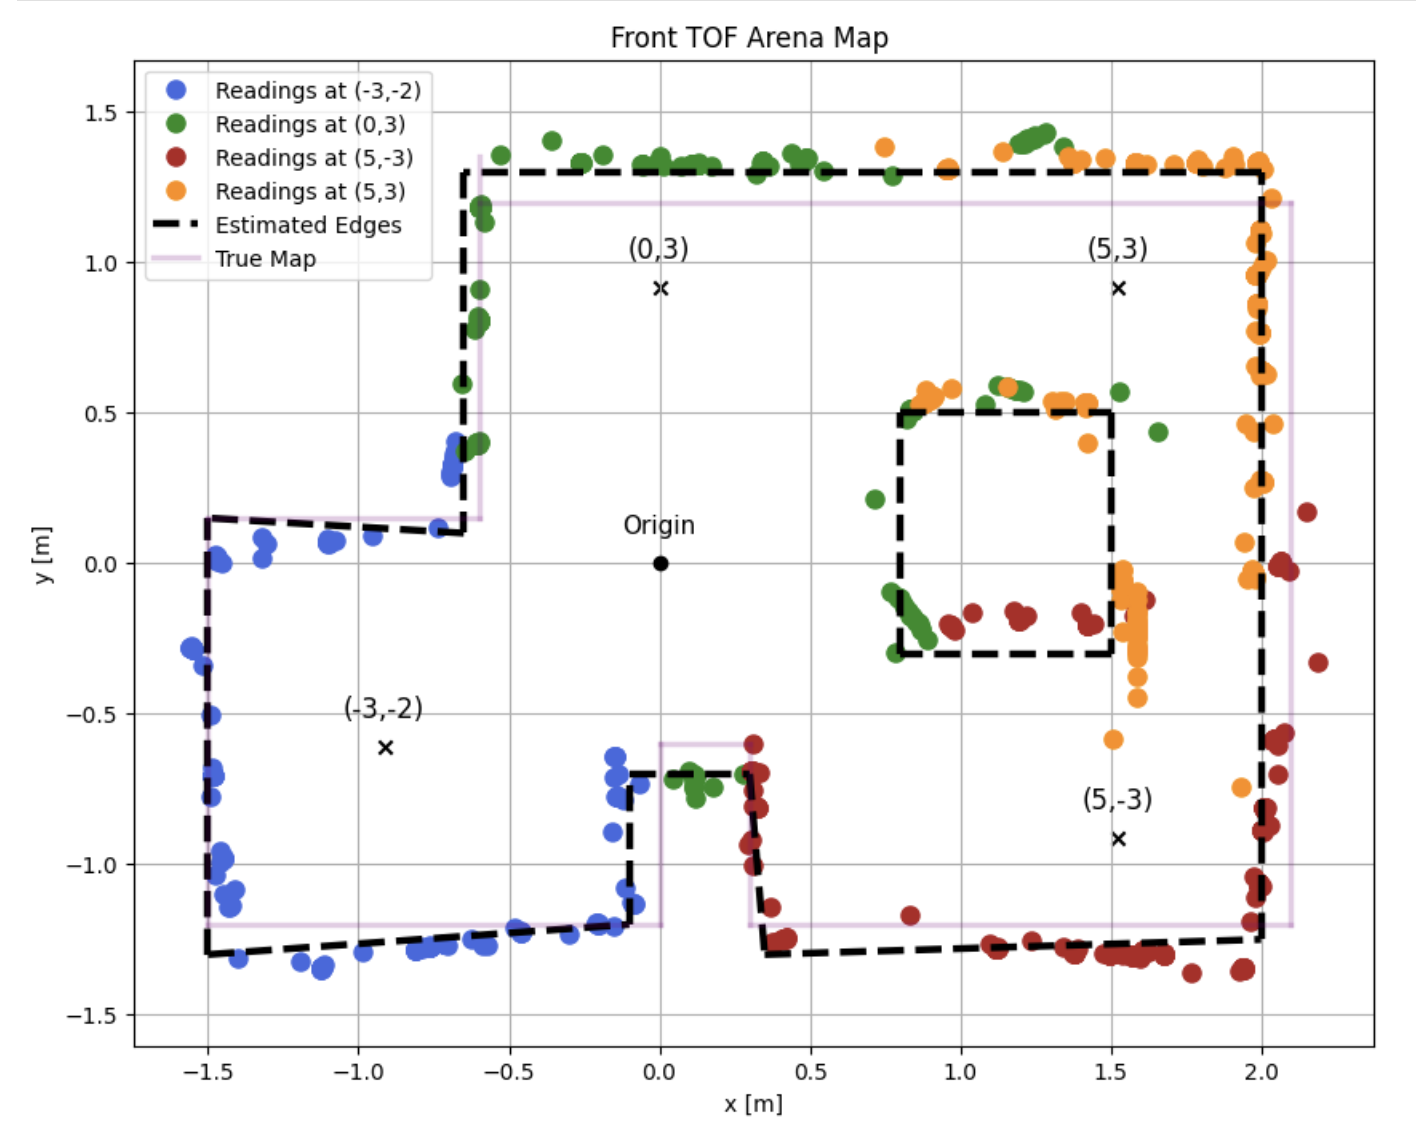 Front TOF Arena Map
Readings at (-3,-2)
Readings at (0,3)
Readings at (5,-3)
Readings at (5,3)
Estimated Edges
True Map
(0,3)
(5,3)
Origin
(-3,-2)
(5,-3)
1.5
1.0
0.5
0.0
−0.5
−1.0
−1.5
y [m]
−1.5 −1.0 −0.5 0.0 0.5 1.0 1.5 2.0
x [m]